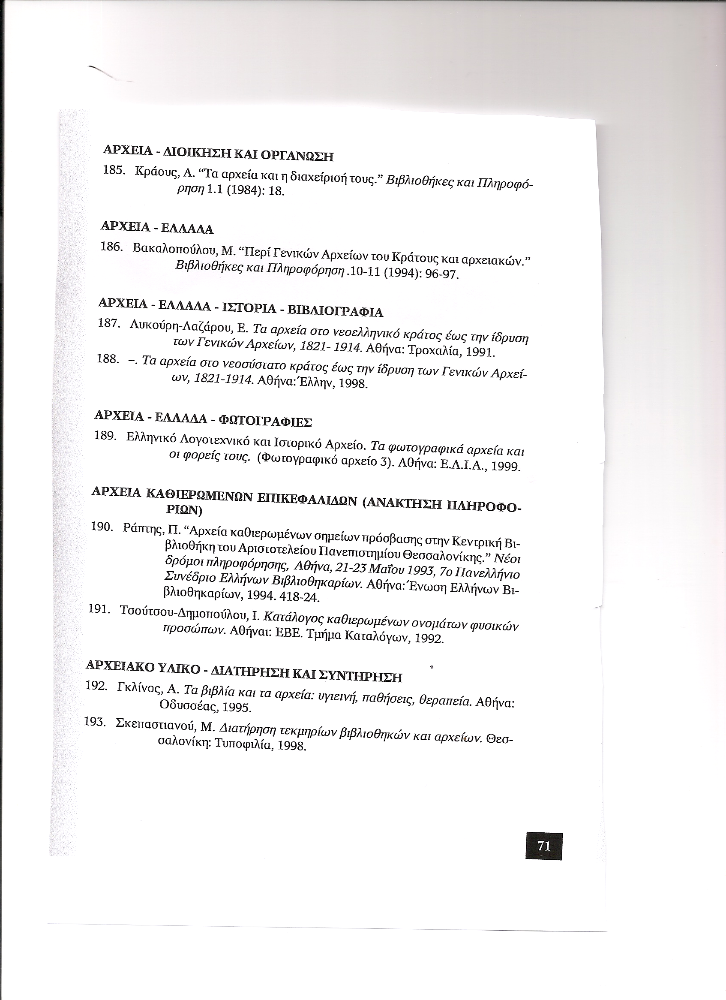 ΑΡΧΕΙΑ - ΔΙΟΙΚΗΣΗ ΚΑΙ ΟΡΓΑΝΩΣΗ
185. Κράους, Α. “Τα αρχεία και η διαχείρισή τους.” Βιβλιοθήκες και Πληροφό-
ρηση 1.1 (1984): 18.
ΑΡΧΕΙΑ - ΕΛΛΑΔΑ
186. Βακαλοπούλου, Μ. “Περί Γενικών Αρχείων του Κράτους και αρχειακών.”
Βιβλιοθήκες και Πληροφόρηση .10-11 (1994): 96-97.
ΑΡΧΕΙΑ - ΕΛΛΑΔΑ - ΙΣΤΟΡΙΑ - ΒΙΒΛΙΟΓΡΑΦΙΑ
187. Λυκούρη-Λαζάρου, Ε. Τα αρχεία στο νεοελληνικό κράτος έως την ίδρυση
των Γενικών Αρχείων, 1821- 1914. Αθήνα: Τροχαλία, 1991.
188. –. Τα αρχεία στο νεοσύστατο κράτος έως την ίδρυση των Γενικών Αρχεί-
ων, 1821-1914. Αθήνα: Έλλην, 1998.
ΑΡΧΕΙΑ - ΕΛΛΑΔΑ - ΦΩΤΟΓΡΑΦΙΕΣ
189. Ελληνικό Λογοτεχνικό και Ιστορικό Αρχείο. Τα φωτογραφικά αρχεία και
οι φορείς τους. (Φωτογραφικό αρχείο 3). Αθήνα: Ε.Λ.Ι.Α., 1999.
ΑΡΧΕΙΑ ΚΑΘΙΕΡΩΜΕΝΩΝ ΕΠΙΚΕΦΑΛΙΔΩΝ (ΑΝΑΚΤΗΣΗ ΠΛΗΡΟΦΟ-
ΡΙΩΝ)
190. Ράπτης, Π. “Αρχεία καθιερωμένων σημείων πρόσβασης στην Κεντρική Βι-
βλιοθήκη του Αριστοτελείου Πανεπιστημίου Θεσσαλονίκης.” Νέοι
δρόμοι πληροφόρησης, Αθήνα, 21-23 Μαΐου 1993, 7ο Πανελλήνιο
Συνέδριο Ελλήνων Βιβλιοθηκαρίων. Αθήνα: Ένωση Ελλήνων Βι-
βλιοθηκαρίων, 1994. 418-24.
191. Τσούτσου-Δημοπούλου, Ι. Κατάλογος καθιερωμένων ονομάτων φυσικών
προσώπων. Αθήναι: ΕΒΕ. Τμήμα Καταλόγων, 1992.
ΑΡΧΕΙΑΚΟ ΥΛΙΚΟ - ΔΙΑΤΗΡΗΣΗ ΚΑΙ ΣΥΝΤΗΡΗΣΗ
192. Γκλίνος, Α. Τα βιβλία και τα αρχεία: υγιεινή, παθήσεις, θεραπεία. Αθήνα:
Οδυσσέας, 1995.
193. Σκεπαστιανού, Μ. Διατήρηση τεκμηρίων βιβλιοθηκών και αρχείων. Θεσ-
σαλονίκη: Τυποφιλία, 1998.
71